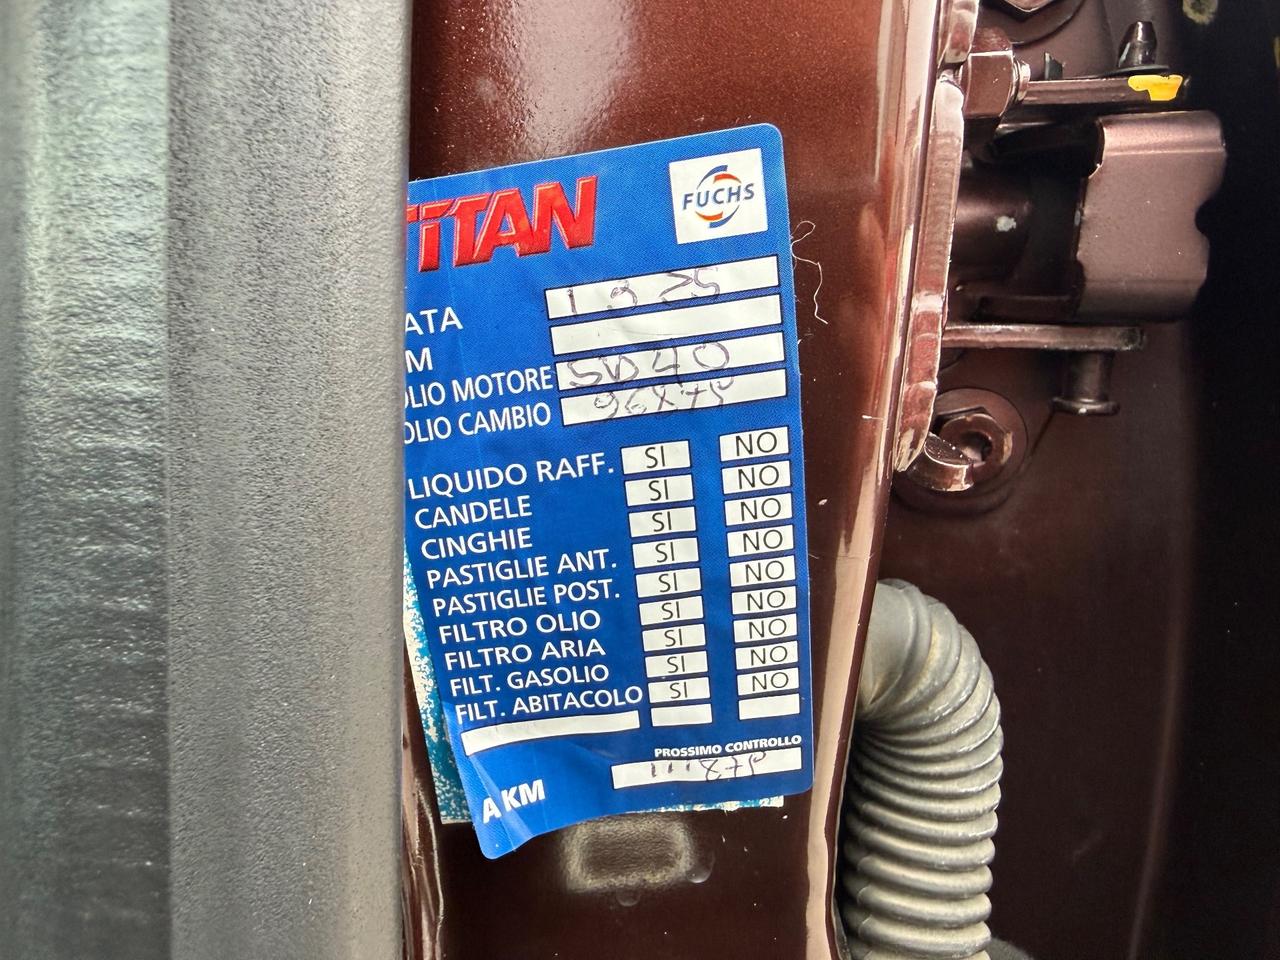 TiTAN
FUCHS
ATA 1 3 25
M
OLIO MOTORE 5W40
OLIO CAMBIO 96875
LIQUIDO RAFF. SI NO
CANDELE SI NO
CINGHIE SI NO
PASTIGLIE ANT. SI NO
PASTIGLIE POST. SI NO
FILTRO OLIO SI NO
FILTRO ARIA SI NO
FILT. GASOLIO SI NO
FILT. ABITACOLO SI NO
PROSSIMO CONTROLLO
A KM 111875